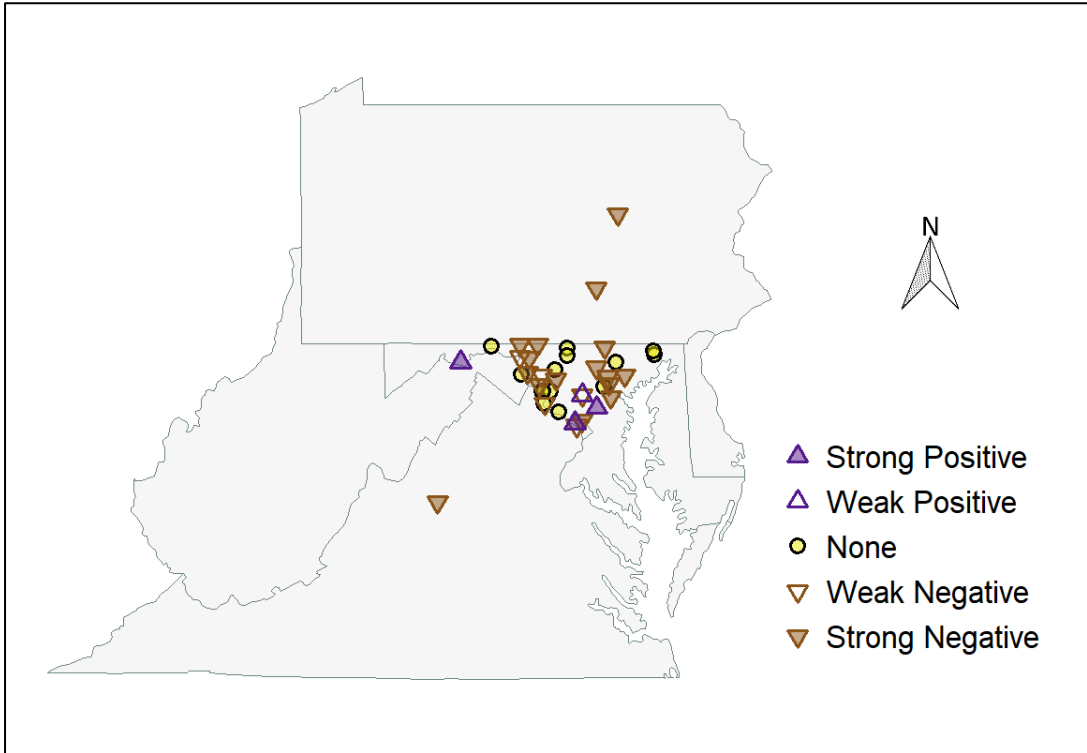 N
Strong Positive
Weak Positive
None
Weak Negative
Strong Negative